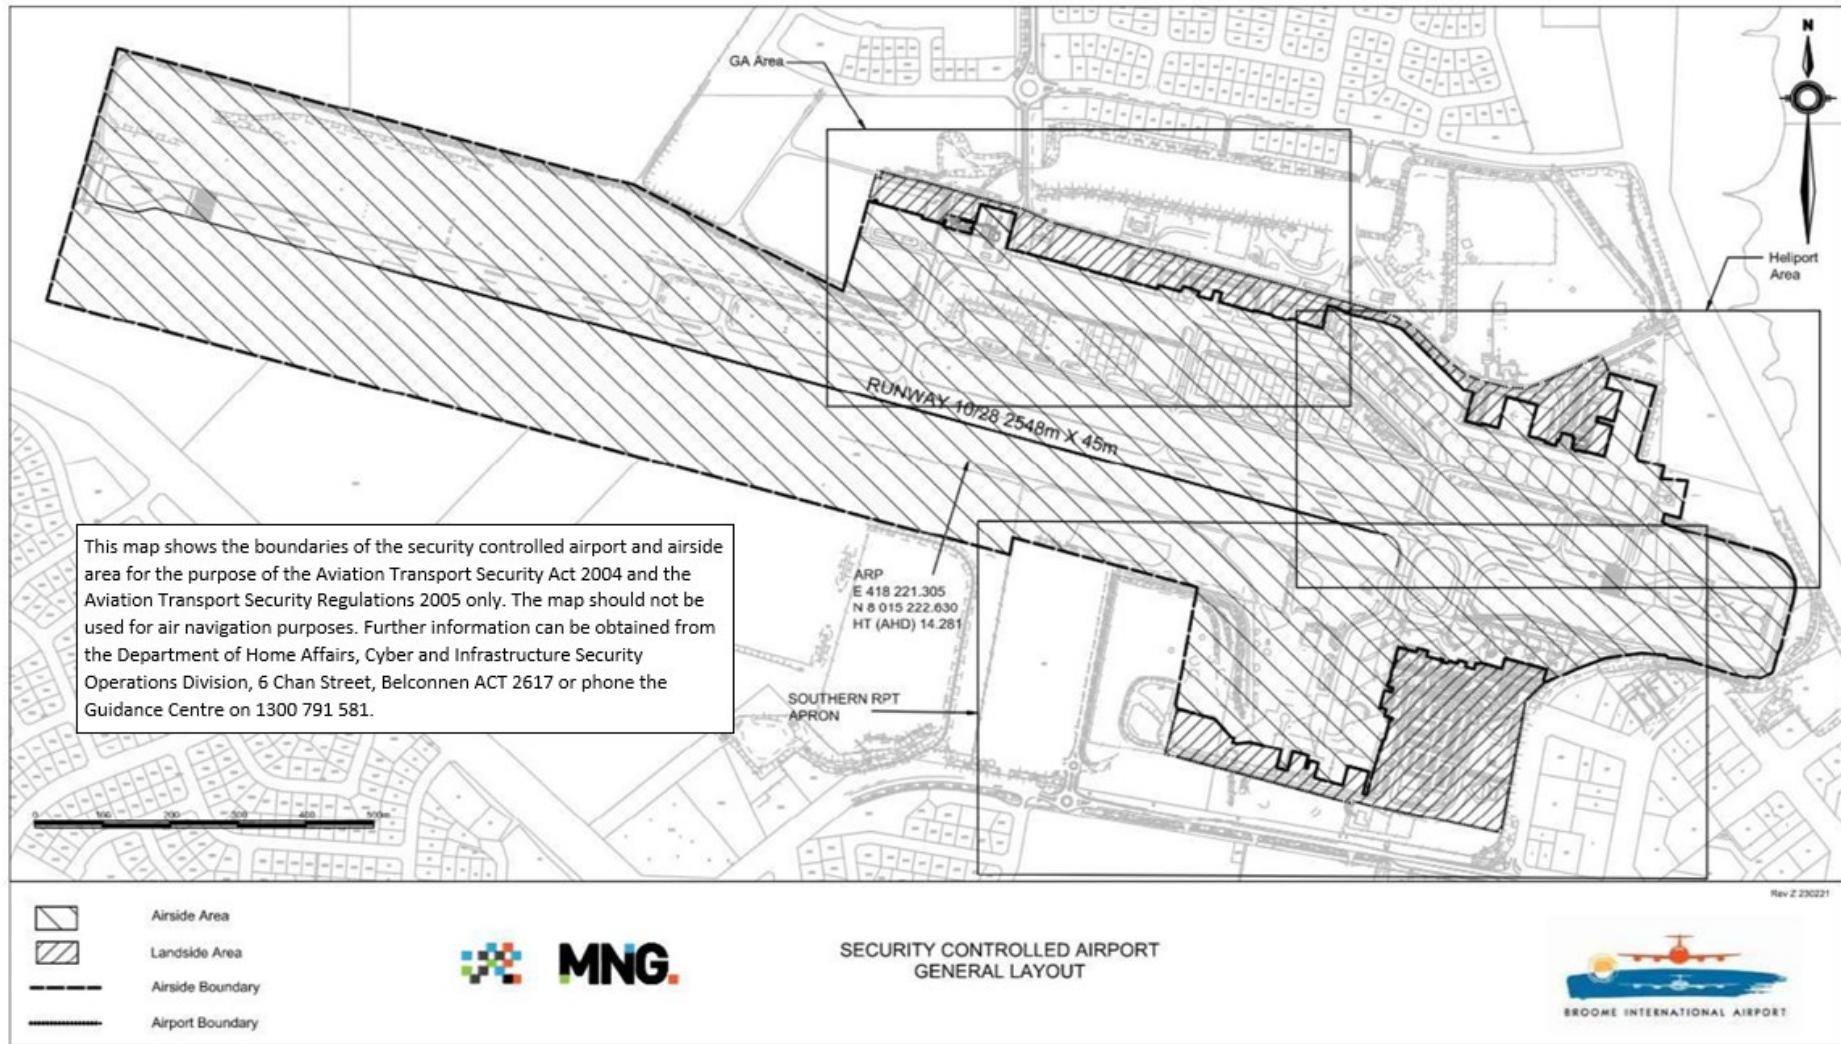 N
GA Area
Heliport
Area
RUNWAY 10/28 2548m X 45m
This map shows the boundaries of the security controlled airport and airside
area for the purpose of the Aviation Transport Security Act 2004 and the
Aviation Transport Security Regulations 2005 only. The map should not be
used for air navigation purposes. Further information can be obtained from
the Department of Home Affairs, Cyber and Infrastructure Security
Operations Division, 6 Chan Street, Belconnen ACT 2617 or phone the
Guidance Centre on 1300 791 581.
ARP
E 418 221.305
N 8 015 222.630
HT (AHD) 14.281
SOUTHERN RPT
APRON
0 100 200 300 400 500m
Rev Z 230221
Airside Area
Landside Area
Airside Boundary
Airport Boundary
MNG.
SECURITY CONTROLLED AIRPORT
GENERAL LAYOUT
BROOME INTERNATIONAL AIRPORT